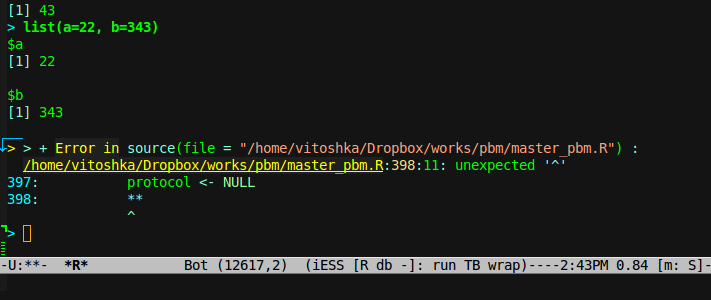 [1] 43
> list(a=22, b=343)
$a
[1] 22
$b
[1] 343
> > + Error in source(file = "/home/vitoshka/Dropbox/works/pbm/master_pbm.R") :
/home/vitoshka/Dropbox/works/pbm/master_pbm.R:398:11: unexpected '^'
397:           protocol <- NULL
398:           **
^
>
-U:**-  *R*            Bot (12617,2)  (iESS [R db -]: run TB wrap)----2:43PM 0.84 [m: S]-